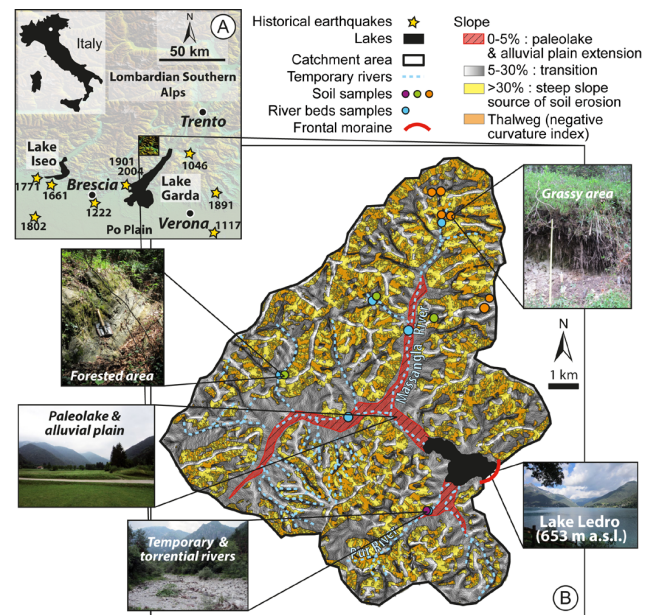 A
Italy
N
50 km
Lombardian Southern
Alps
Trento
Lake
Iseo
1901
2004
1046
1771
1661
Brescia
Lake
Garda
1222
1891
1802
Po Plain
Verona
1117
Historical earthquakes
Lakes
Catchment area
Temporary rivers
Soil samples
River beds samples
Frontal moraine
Slope
0-5% : paleolake
& alluvial plain extension
5-30% : transition
>30% : steep slope
source of soil erosion
Thalweg (negative
curvature index)
Grassy area
Forested area
N
1 km
Massangla River
Paleolake &
alluvial plain
Temporary &
torrential rivers
River
Lake Ledro
(653 m a.s.l.)
B